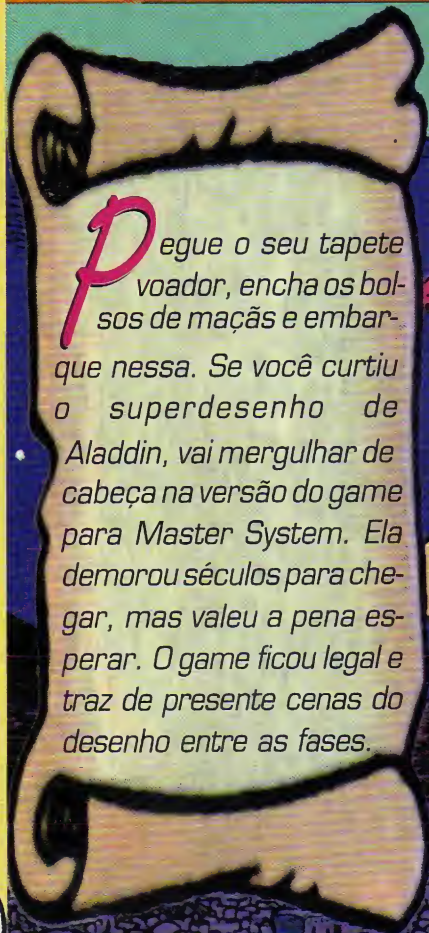 Pegue o seu tapete
voador, encha os bol-
sos de maçãs e embar-
que nessa. Se você curtiu
o superdesenho de
Aladdin, vai mergulhar de
cabeça na versão do game
para Master System. Ela
demorou séculos para che-
gar, mas valeu a pena es-
perar. O game ficou legal e
traz de presente cenas do
desenho entre as fases.